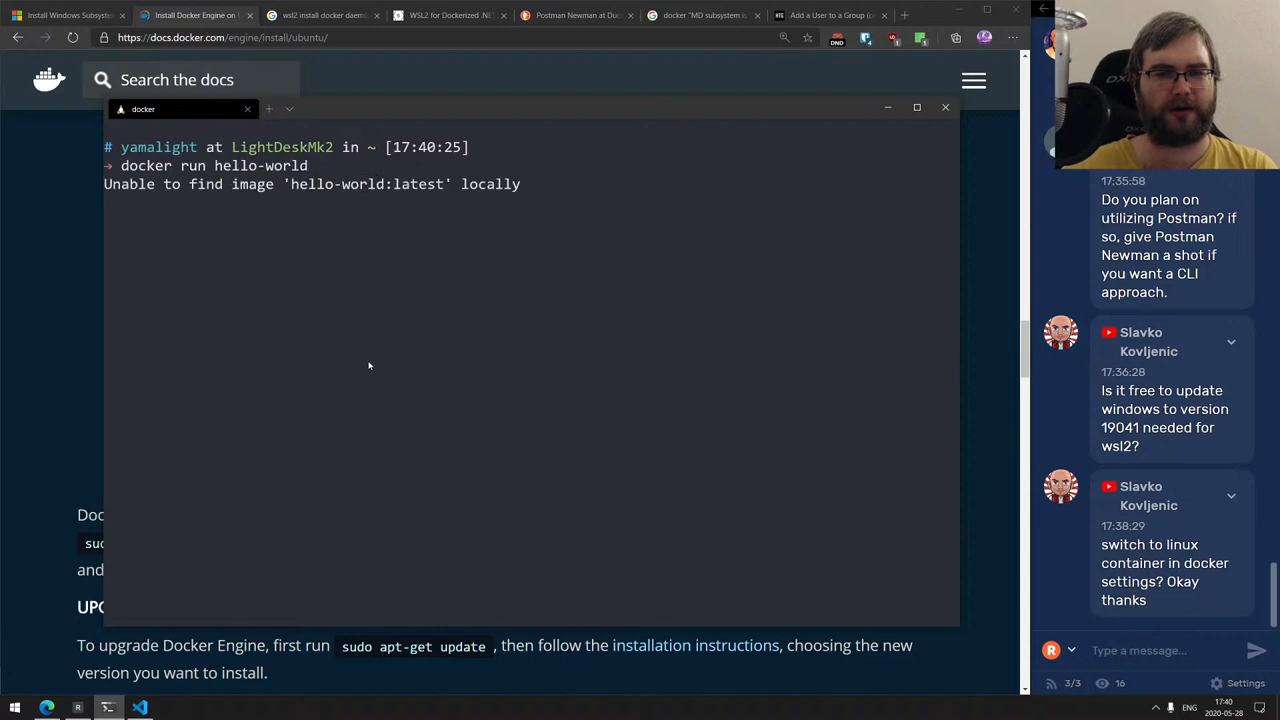 Install Windows Subsystem
Install Docker Engine on
wsl2 install docker daem
WSL2 for Dockerized .NET
Postman Newman at Du
docker "MD subsystem is
Add a User to a Group (or
https://docs.docker.com/engine/install/ubuntu/
DND
Search the docs
docker
# yamalight at LightDeskMk2 in ~ [17:40:25]
→ docker run hello-world
Unable to find image 'hello-world:latest' locally
Doc
sud
and
UPG
To upgrade Docker Engine, first run sudo apt-get update , then follow the installation instructions, choosing the new
version you want to install.
17:35:58
Do you plan on
utilizing Postman? if
so, give Postman
Newman a shot if
you want a CLI
approach.
Slavko
Kovljenic
17:36:28
Is it free to update
windows to version
19041 needed for
wsl2?
Slavko
Kovljenic
17:38:29
switch to linux
container in docker
settings? Okay
thanks
R
Type a message...
3/3
16
Settings
ENG
17:40
2020-05-28